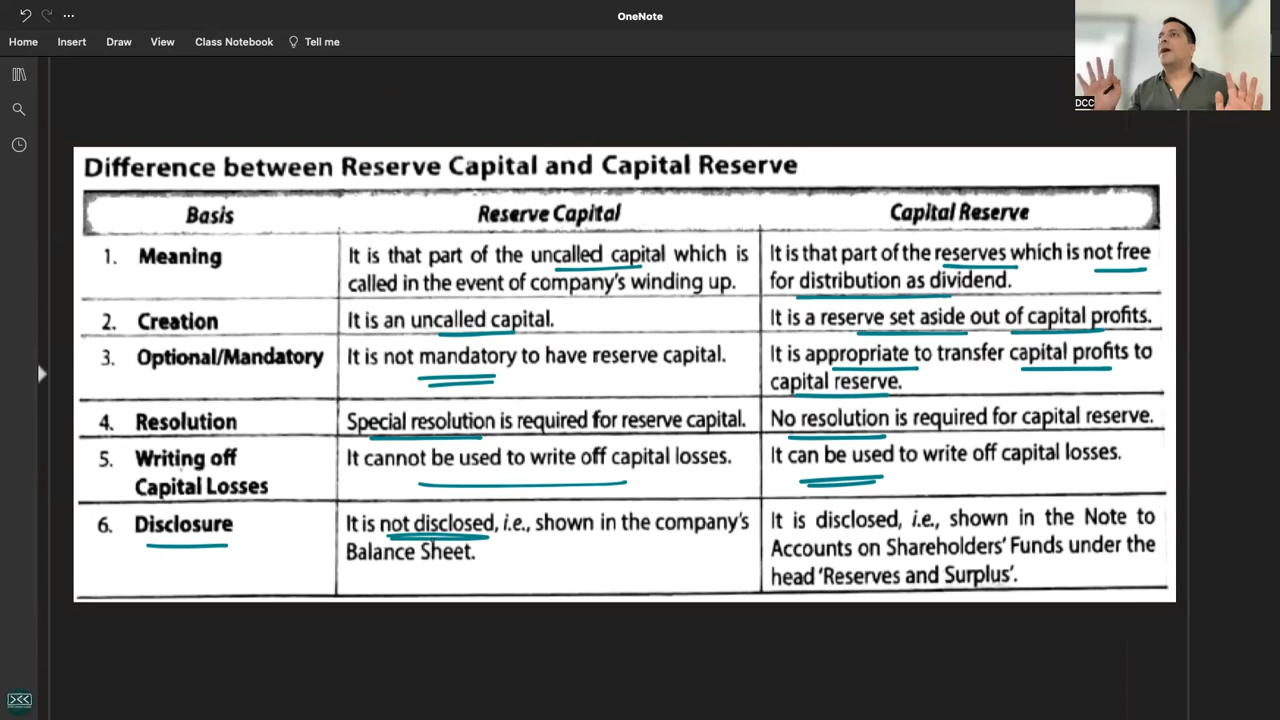 OneNote
Home Insert Draw View Class Notebook Tell me
DCC
Difference between Reserve Capital and Capital Reserve
Basis Reserve Capital Capital Reserve
1. Meaning It is that part of the uncalled capital which is It is that part of the reserves which is not free
called in the event of company's winding up. for distribution as dividend.
2. Creation It is an uncalled capital. It is a reserve set aside out of capital profits.
3. Optional/Mandatory It is not mandatory to have reserve capital. It is appropriate to transfer capital profits to
capital reserve.
4. Resolution Special resolution is required for reserve capital. No resolution is required for capital reserve.
5. Writing off It cannot be used to write off capital losses. It can be used to write off capital losses.
Capital Losses
6. Disclosure It is not disclosed, i.e., shown in the company's It is disclosed, i.e., shown in the Note to
Balance Sheet. Accounts on Shareholders' Funds under the
head 'Reserves and Surplus'.
DCC